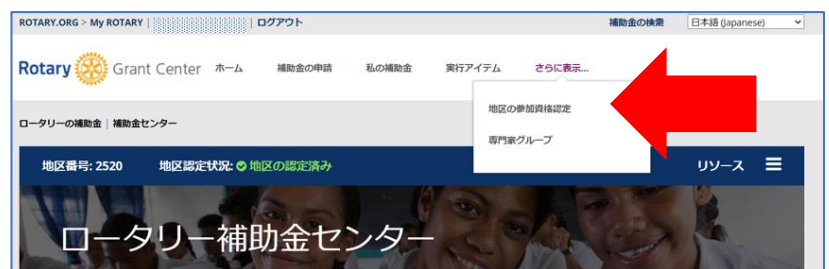 ROTARY.ORG > My ROTARY | | ログアウト 補助金の検索 日本語 (Japanese)
Rotary Grant Center ホーム 補助金の申請 私の補助金 実行アイテム さらに表示...
地区の参加資格認定
ロータリーの補助金 | 補助金センター
専門家グループ
地区番号: 2520 地区認定状況: 地区の認定済み リソース
ロータリー補助金センター